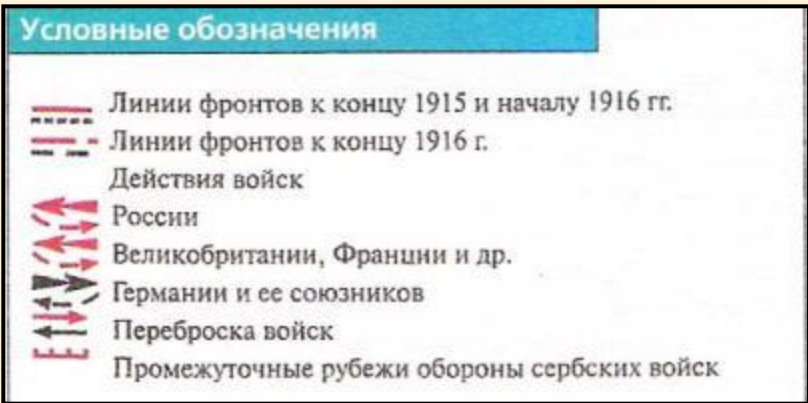 Условные обозначения
Линии фронтов к концу 1915 и началу 1916 гг.
Линии фронтов к концу 1916 г.
Действия войск
России
Великобритании, Франции и др.
Германии и ее союзников
Переброска войск
Промежуточные рубежи обороны сербских войск